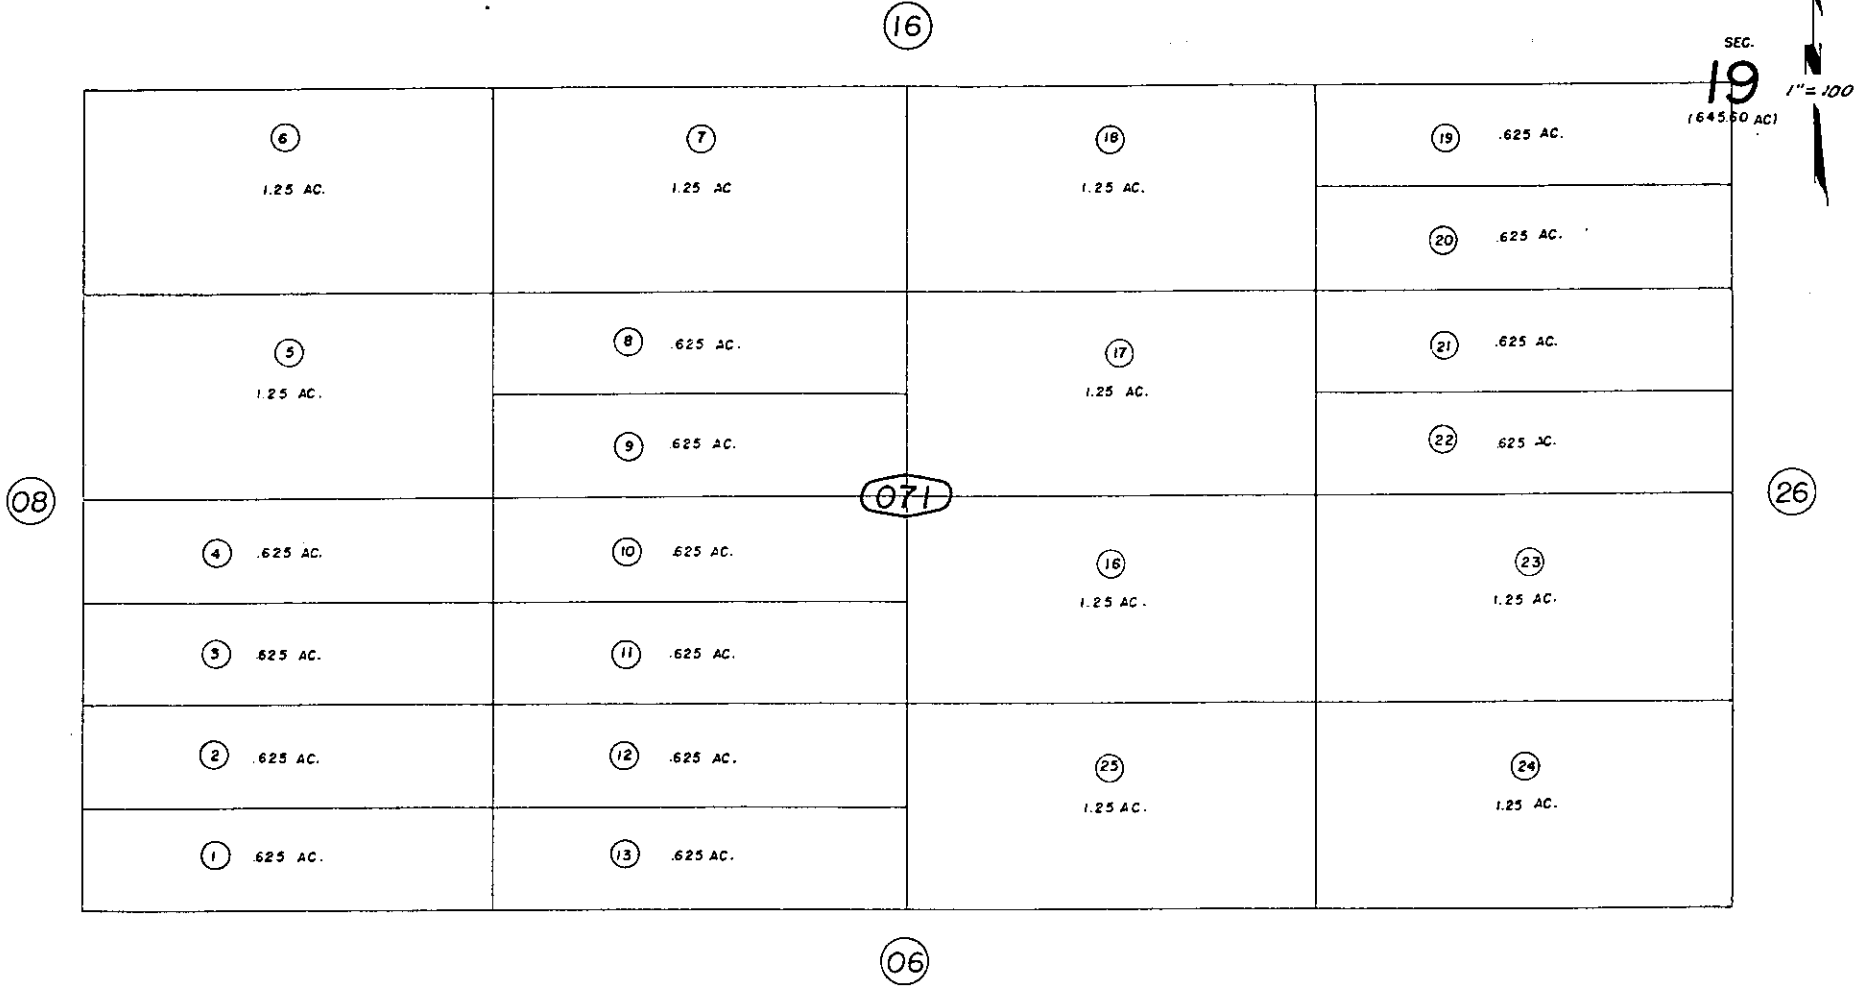 16
SEC.
19
1"=100
(645.60 AC)
6
1.25 AC.
7
1.25 AC
18
1.25 AC.
19 .625 AC.
20 .625 AC.
5
1.25 AC.
8 .625 AC.
9 .625 AC.
17
1.25 AC.
21 .625 AC.
22 .625 AC.
08
071
26
4 .625 AC.
10 .625 AC.
16
1.25 AC.
23
1.25 AC.
3 .625 AC.
11 .625 AC.
2 .625 AC.
12 .625 AC.
25
1.25 AC.
24
1.25 AC.
1 .625 AC.
13 .625 AC.
06